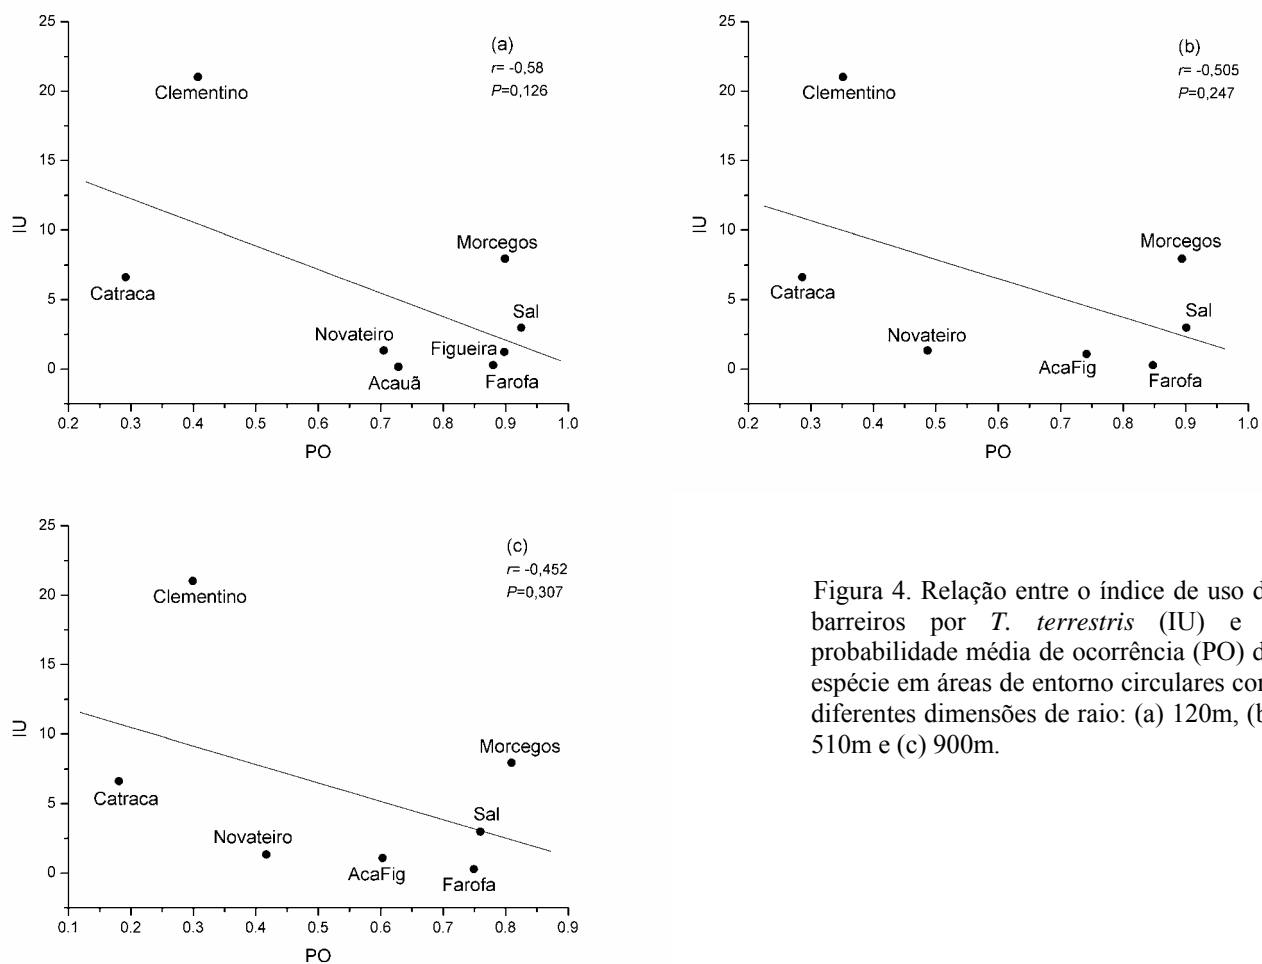 25
20
15
10
5
0
IU
(a)
r= -0,58
P=0,126
Clementino
Catraca
Morcegos
Sal
Novateiro
Figueira
Acauã
Farofa
0.2 0.3 0.4 0.5 0.6 0.7 0.8 0.9 1.0
PO
25
20
15
10
5
0
IU
(b)
r= -0,505
P=0,247
Clementino
Catraca
Morcegos
Sal
Novateiro
AcaFig
Farofa
0.2 0.3 0.4 0.5 0.6 0.7 0.8 0.9 1.0
PO
25
20
15
10
5
0
IU
(c)
r= -0,452
P=0,307
Clementino
Catraca
Morcegos
Sal
Novateiro
AcaFig
Farofa
0.1 0.2 0.3 0.4 0.5 0.6 0.7 0.8 0.9
PO
Figura 4. Relação entre o índice de uso d
barreiros por T. terrestris (IU) e
probabilidade média de ocorrência (PO) d
espécie em áreas de entorno circulares con
diferentes dimensões de raio: (a) 120m, (b
510m e (c) 900m.